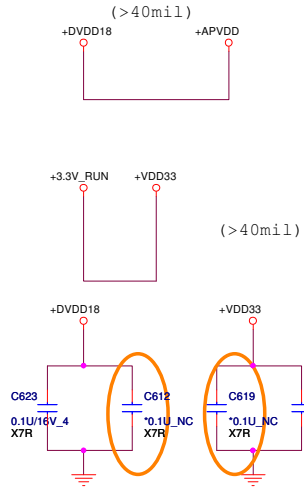 (>40mil)
+DVDD18 +APVDD
+3.3V_RUN +VDD33
(>40mil)
+DVDD18 +VDD33
C623 C612 C619
0.1U/16V_4 *0.1U_NC *0.1U_NC
X7R X7R X7R